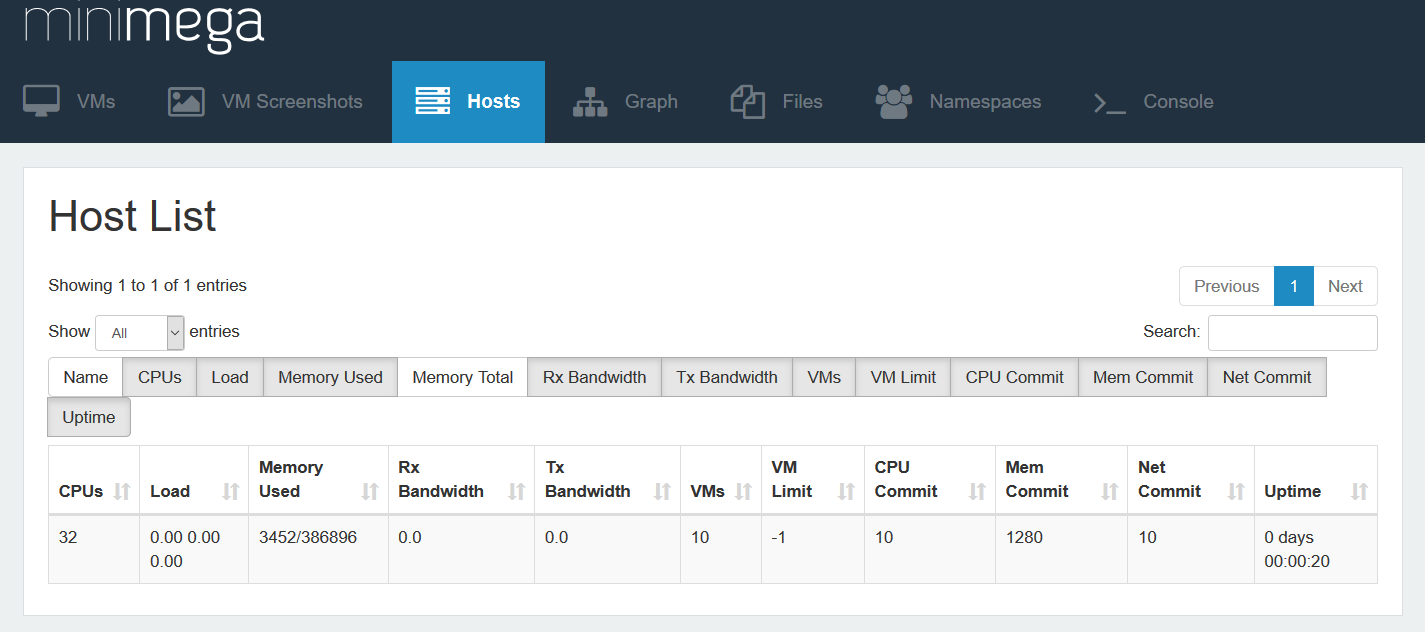 minimega
VMs VM Screenshots Hosts Graph Files Namespaces Console
Host List
Showing 1 to 1 of 1 entries
Previous 1 Next
Show All entries
Search:
Name CPUs Load Memory Used Memory Total Rx Bandwidth Tx Bandwidth VMs VM Limit CPU Commit Mem Commit Net Commit
Uptime
CPUs Load Memory Used Rx Bandwidth Tx Bandwidth VMs VM Limit CPU Commit Mem Commit Net Commit Uptime
32 0.00 0.00 0.00 3452/386896 0.0 0.0 10 -1 10 1280 10 0 days 00:00:20